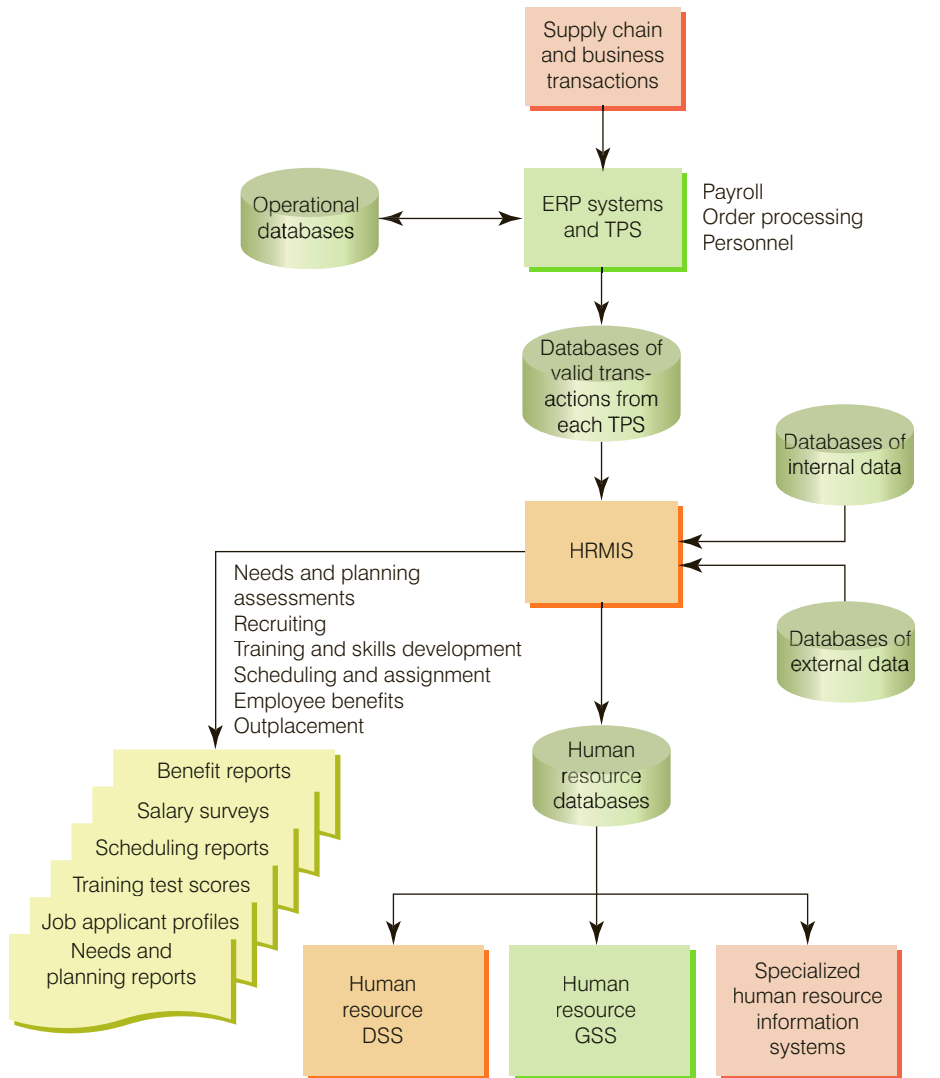 Supply chain
and business
transactions
Operational
databases
ERP systems
and TPS
Payroll
Order processing
Personnel
Databases of
valid trans-
actions from
each TPS
Databases of
internal data
HRMIS
Databases of
external data
Needs and planning
assessments
Recruiting
Training and skills development
Scheduling and assignment
Employee benefits
Outplacement
Benefit reports
Salary surveys
Scheduling reports
Training test scores
Job applicant profiles
Needs and
planning reports
Human
resource
databases
Human
resource
DSS
Human
resource
GSS
Specialized
human resource
information
systems